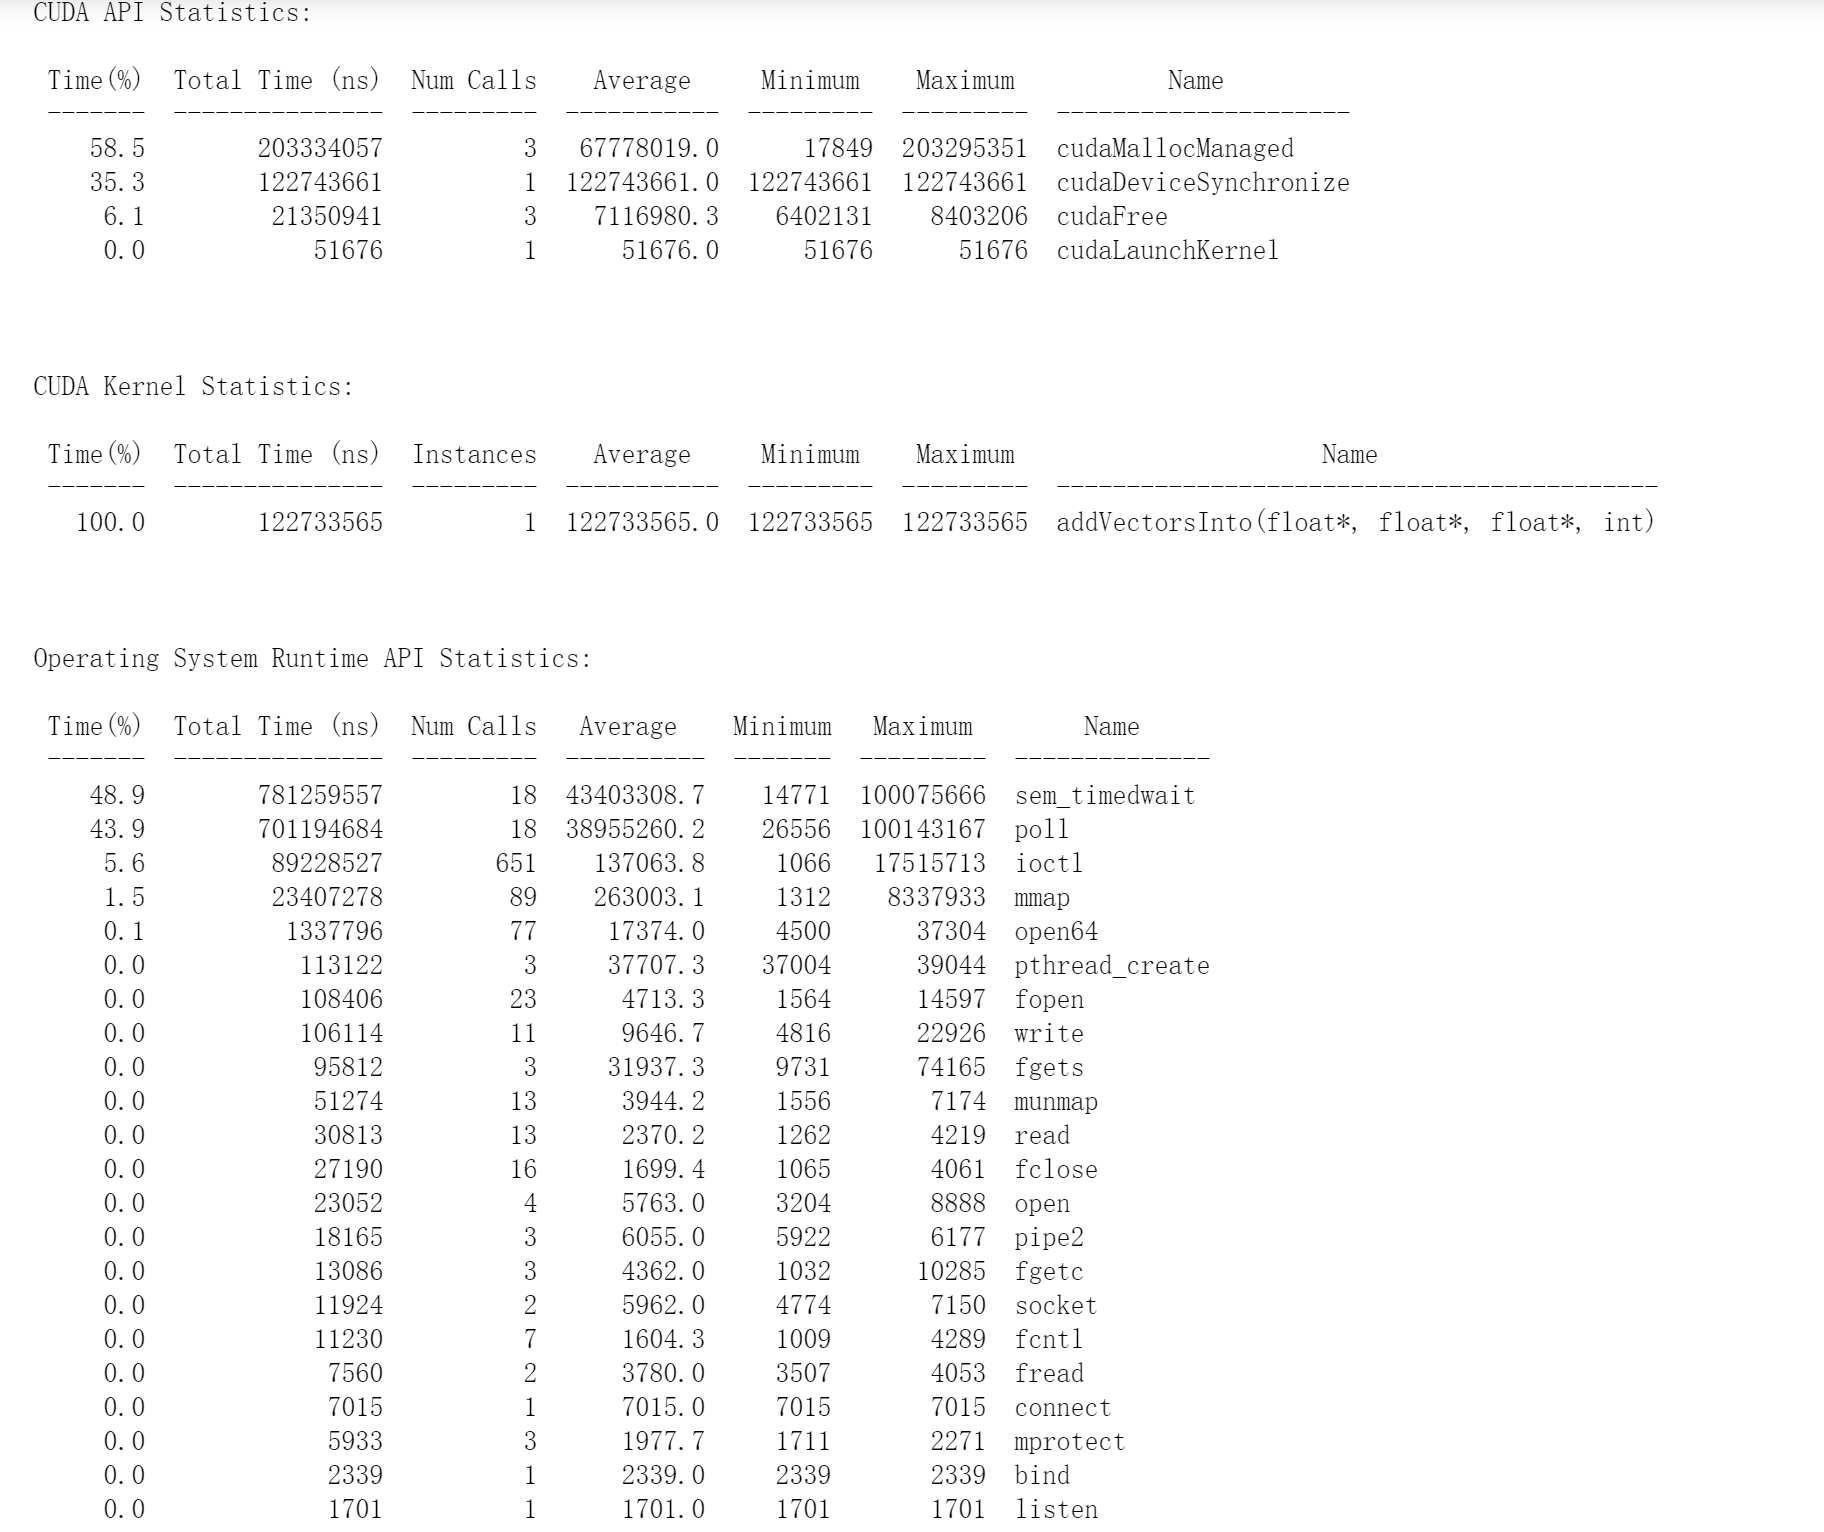 CUDA API Statistics:
Time(%)  Total Time (ns)  Num Calls    Average     Minimum    Maximum            Name
-------  ---------------  ---------  -----------  ---------  ---------  ---------------------
58.5        203334057          3   67778019.0      17849  203295351  cudaMallocManaged
35.3        122743661          1  122743661.0  122743661  122743661  cudaDeviceSynchronize
6.1         21350941          3    7116980.3    6402131    8403206  cudaFree
0.0            51676          1      51676.0      51676      51676  cudaLaunchKernel
CUDA Kernel Statistics:
Time(%)  Total Time (ns)  Instances    Average     Minimum    Maximum                       Name
-------  ---------------  ---------  -----------  ---------  ---------  -------------------------------------------
100.0        122733565          1  122733565.0  122733565  122733565  addVectorsInto(float*, float*, float*, int)
Operating System Runtime API Statistics:
Time(%)  Total Time (ns)  Num Calls   Average    Minimum   Maximum        Name
-------  ---------------  ---------  ----------  -------  ---------  --------------
48.9        781259557         18  43403308.7    14771  100075666  sem_timedwait
43.9        701194684         18  38955260.2    26556  100143167  poll
5.6         89228527        651    137063.8     1066   17515713  ioctl
1.5         23407278         89    263003.1     1312    8337933  mmap
0.1          1337796         77     17374.0     4500      37304  open64
0.0           113122          3     37707.3    37004      39044  pthread_create
0.0           108406         23      4713.3     1564      14597  fopen
0.0           106114         11      9646.7     4816      22926  write
0.0            95812          3     31937.3     9731      74165  fgets
0.0            51274         13      3944.2     1556       7174  munmap
0.0            30813         13      2370.2     1262       4219  read
0.0            27190         16      1699.4     1065       4061  fclose
0.0            23052          4      5763.0     3204       8888  open
0.0            18165          3      6055.0     5922       6177  pipe2
0.0            13086          3      4362.0     1032      10285  fgetc
0.0            11924          2      5962.0     4774       7150  socket
0.0            11230          7      1604.3     1009       4289  fcntl
0.0             7560          2      3780.0     3507       4053  fread
0.0             7015          1      7015.0     7015       7015  connect
0.0             5933          3      1977.7     1711       2271  mprotect
0.0             2339          1      2339.0     2339       2339  bind
0.0             1701          1      1701.0     1701       1701  listen